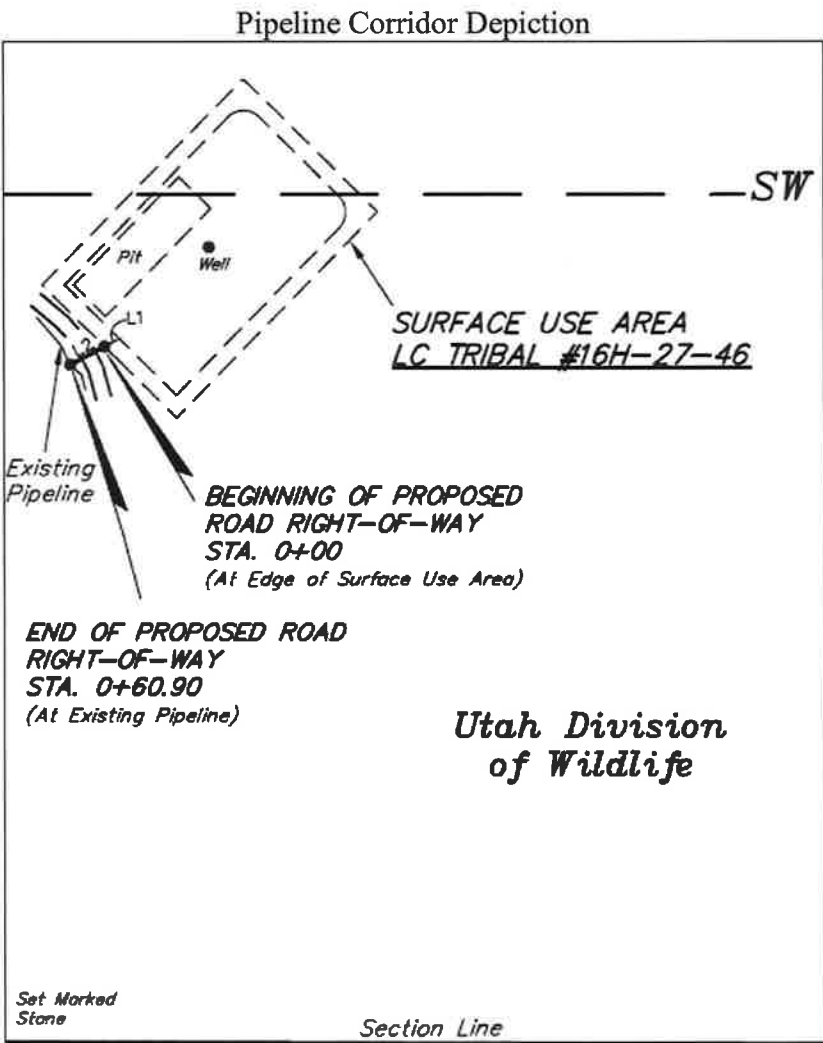 Pipeline Corridor Depiction
SW
Pit
Well
L1
L2
SURFACE USE AREA
LC TRIBAL #16H-27-46
Existing
Pipeline
BEGINNING OF PROPOSED
ROAD RIGHT-OF-WAY
STA. 0+00
(At Edge of Surface Use Area)
END OF PROPOSED ROAD
RIGHT-OF-WAY
STA. 0+60.90
(At Existing Pipeline)
Utah Division
of Wildlife
Set Marked
Stone
Section Line